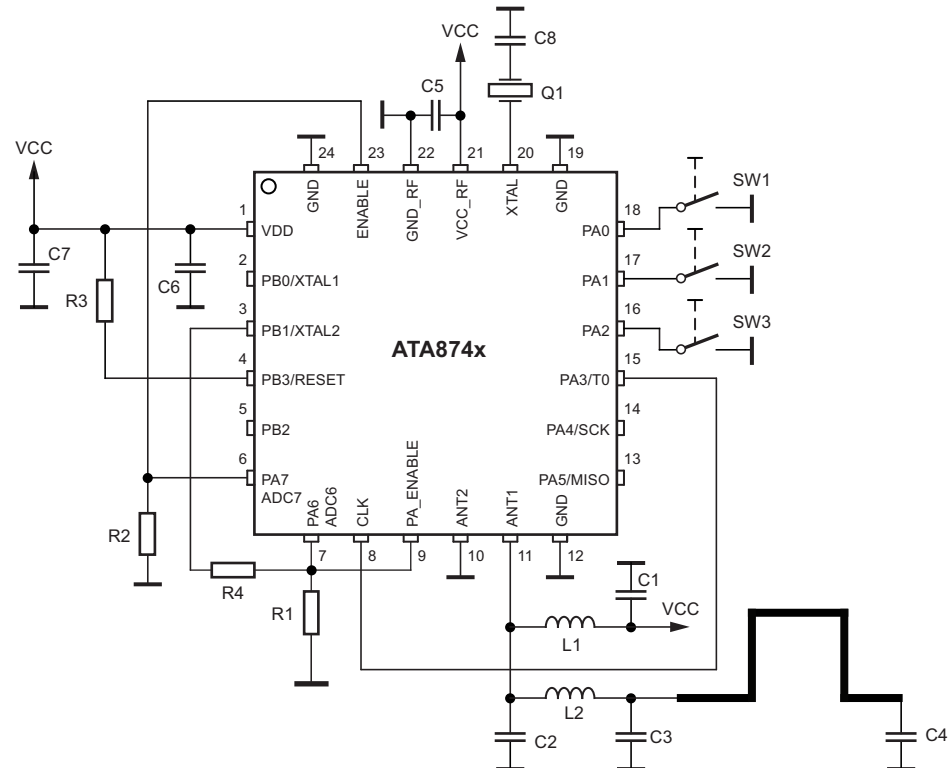 C8
VCC
C5
Q1
24
23
22
21
20
19
VCC
GND
ENABLE
GND_RF
VCC_RF
XTAL
GND
SW1
1
VDD
18
PA0
C7
C6
R3
2
PB0/XTAL1
17
PA1
SW2
3
PB1/XTAL2
16
PA2
SW3
ATA874x
4
PB3/RESET
15
PA3/T0
5
PB2
14
PA4/SCK
6
PA7
ADC7
13
PA5/MISO
PA6
ADC6
CLK
PA_ENABLE
ANT2
ANT1
GND
R2
7
8
9
10
11
12
R4
R1
C1
VCC
L1
L2
C2
C3
C4